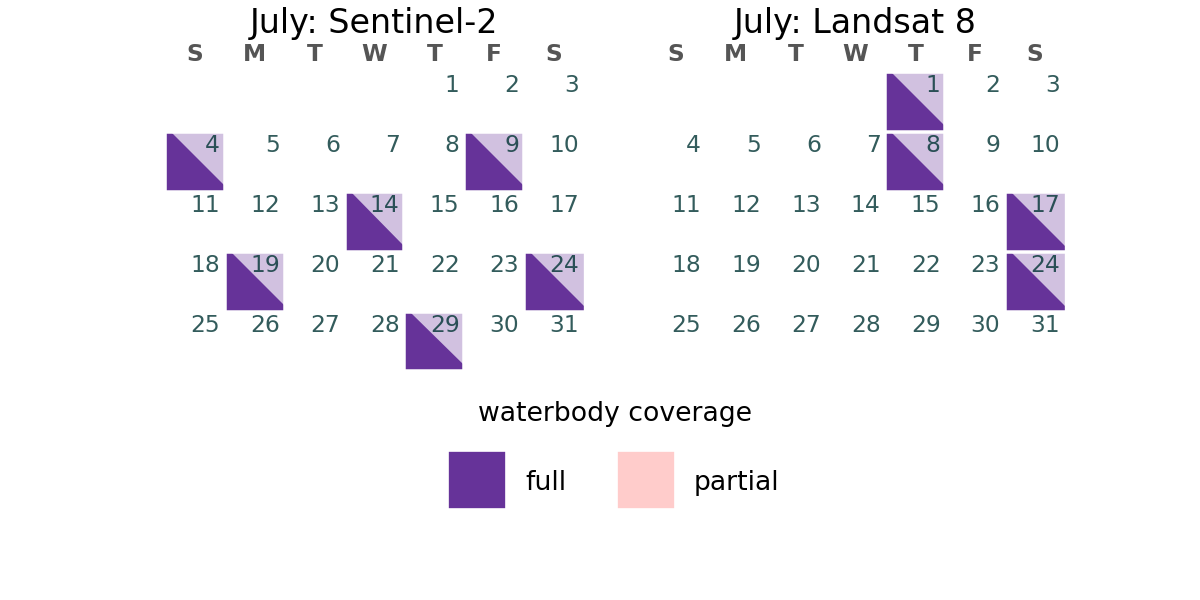 July: Sentinel-2
S M T W T F S
1 2 3
4 5 6 7 8 9 10
11 12 13 14 15 16 17
18 19 20 21 22 23 24
25 26 27 28 29 30 31
July: Landsat 8
S M T W T F S
1 2 3
4 5 6 7 8 9 10
11 12 13 14 15 16 17
18 19 20 21 22 23 24
25 26 27 28 29 30 31
waterbody coverage
full
partial